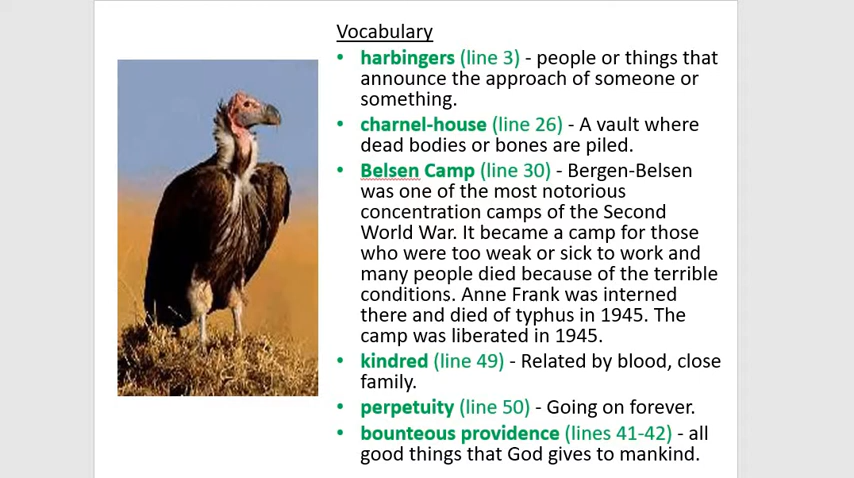 Vocabulary
• harbingers (line 3) - people or things that
announce the approach of someone or
something.
• charnel-house (line 26) - A vault where
dead bodies or bones are piled.
• Belsen Camp (line 30) - Bergen-Belsen
was one of the most notorious
concentration camps of the Second
World War. It became a camp for those
who were too weak or sick to work and
many people died because of the terrible
conditions. Anne Frank was interned
there and died of typhus in 1945. The
camp was liberated in 1945.
• kindred (line 49) - Related by blood, close
family.
• perpetuity (line 50) - Going on forever.
• bounteous providence (lines 41-42) - all
good things that God gives to mankind.